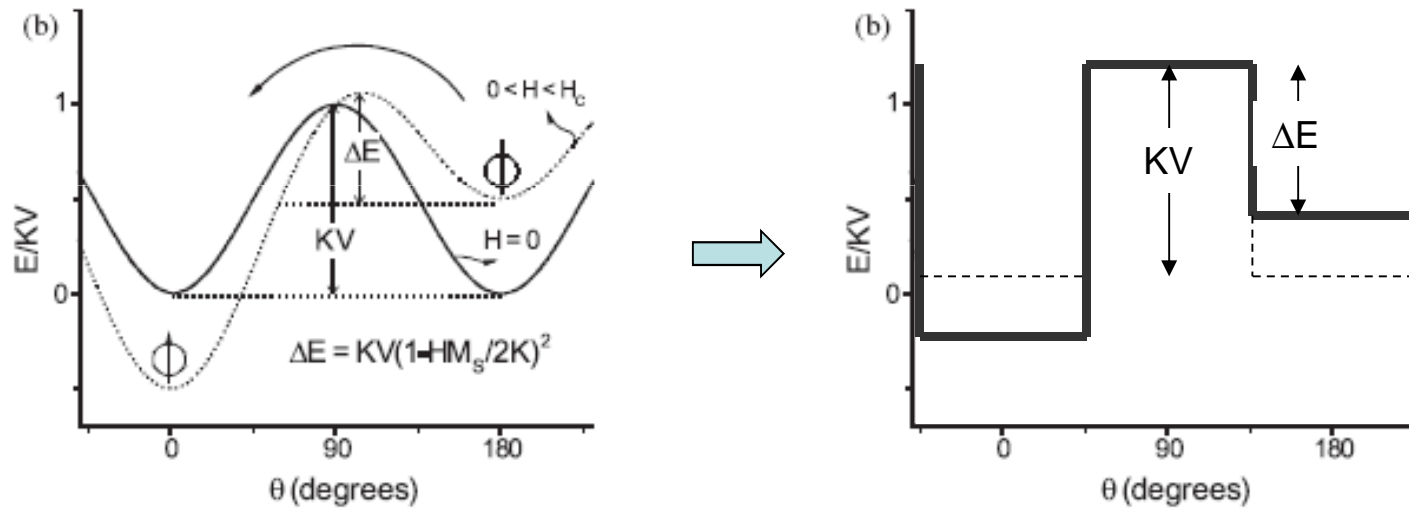 (b)
E/KV
1
0
0 < H < H_c
ΔE
KV
H = 0
ΔE = KV(1-HM_s/2K)^2
0
90
180
θ (degrees)
(b)
E/KV
1
0
KV
ΔE
0
90
180
θ (degrees)